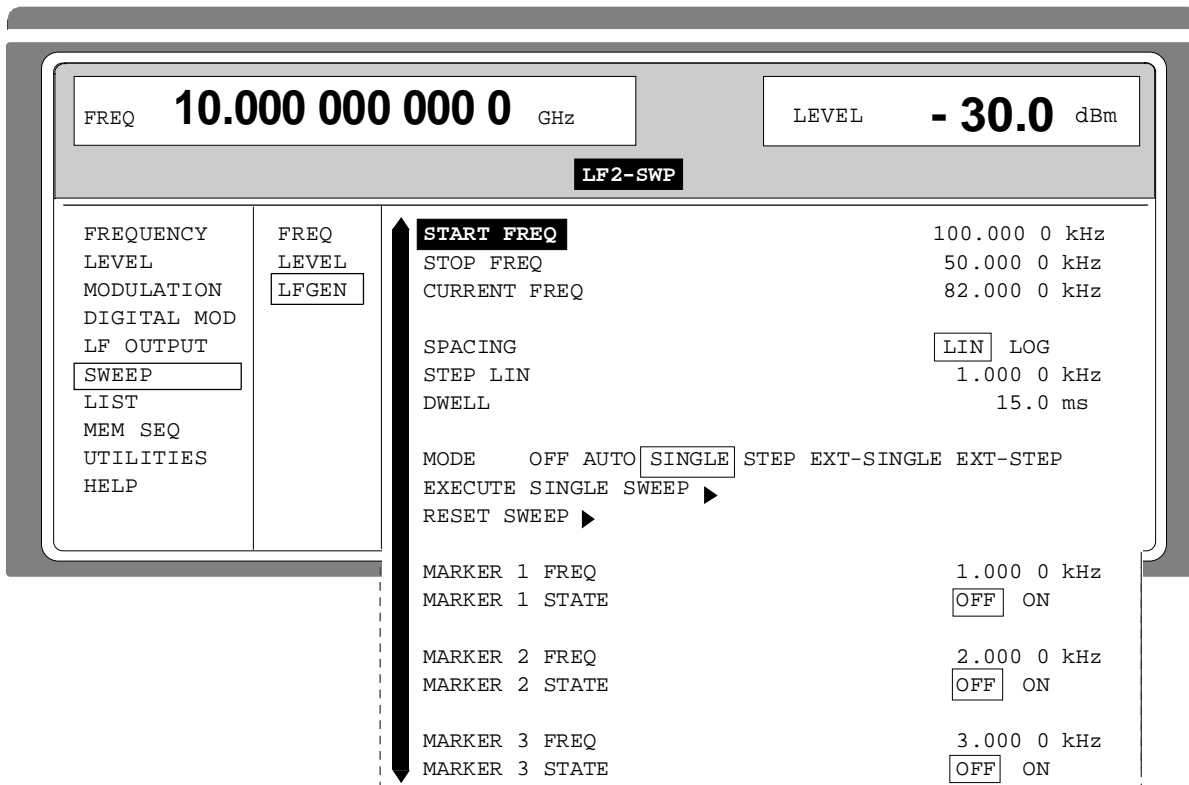 FREQ 10.000 000 000 0 GHz
LEVEL - 30.0 dBm
LF2-SWP
FREQUENCY
LEVEL
MODULATION
DIGITAL MOD
LF OUTPUT
SWEEP
LIST
MEM SEQ
UTILITIES
HELP
FREQ
LEVEL
LFGEN
START FREQ 100.000 0 kHz
STOP FREQ 50.000 0 kHz
CURRENT FREQ 82.000 0 kHz
SPACING LIN LOG
STEP LIN 1.000 0 kHz
DWELL 15.0 ms
MODE OFF AUTO SINGLE STEP EXT-SINGLE EXT-STEP
EXECUTE SINGLE SWEEP
RESET SWEEP
MARKER 1 FREQ 1.000 0 kHz
MARKER 1 STATE OFF ON
MARKER 2 FREQ 2.000 0 kHz
MARKER 2 STATE OFF ON
MARKER 3 FREQ 3.000 0 kHz
MARKER 3 STATE OFF ON